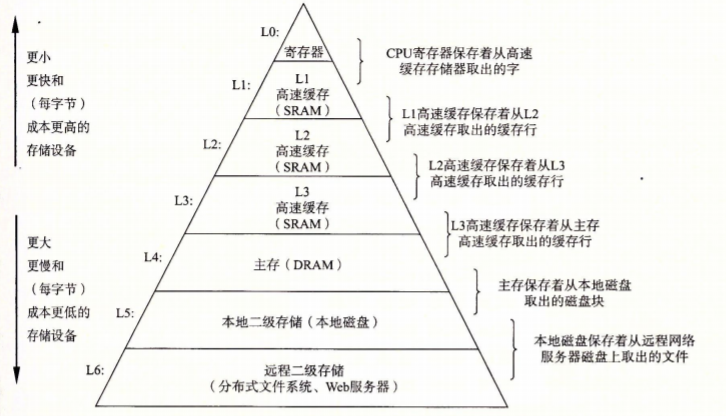 更小
更快和
（每字节）
成本更高的
存储设备
更大
更慢和
（每字节）
成本更低的
存储设备
L0:
寄存器
L1:
L1
高速缓存
（SRAM）
L2:
L2
高速缓存
（SRAM）
L3:
L3
高速缓存
（SRAM）
L4:
主存（DRAM）
L5:
本地二级存储（本地磁盘）
L6:
远程二级存储
（分布式文件系统、Web服务器）
CPU寄存器保存着从高速
缓存存储器取出的字
L1高速缓存保存着从L2
高速缓存取出的缓存行
L2高速缓存保存着从L3
高速缓存取出的缓存行
L3高速缓存保存着从主存
高速缓存取出的缓存行
主存保存着从本地磁盘
取出的磁盘块
本地磁盘保存着从远程网络
服务器磁盘上取出的文件